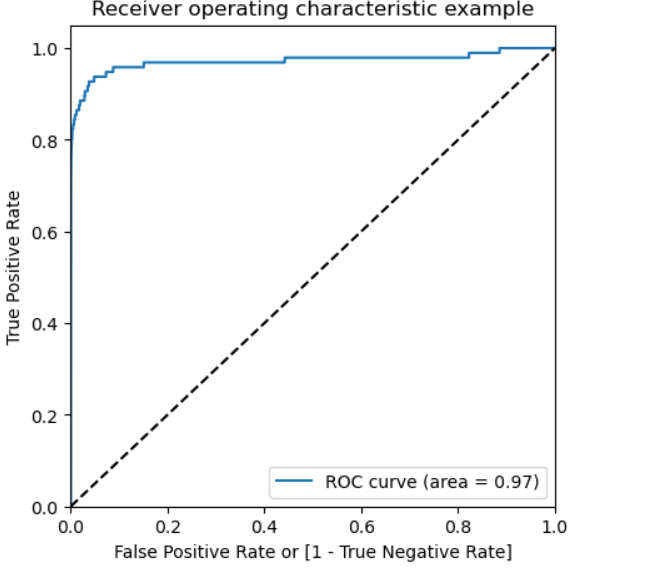 Receiver operating characteristic example
1.0
0.8
0.6
0.4
0.2
0.0
True Positive Rate
ROC curve (area = 0.97)
0.0 0.2 0.4 0.6 0.8 1.0
False Positive Rate or [1 - True Negative Rate]